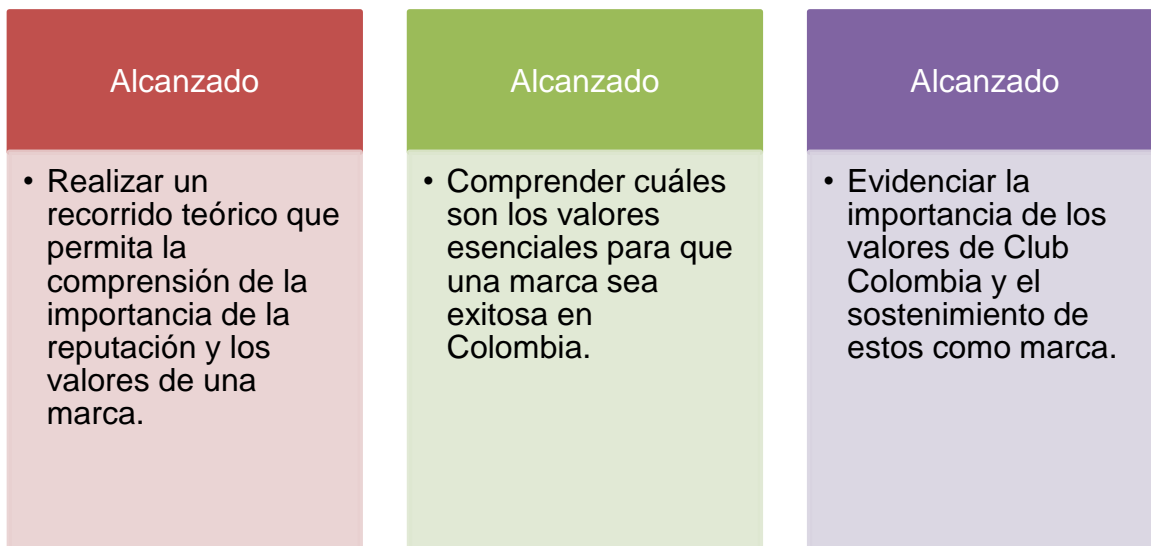 Alcanzado
• Realizar un
recorrido teórico que
permita la
comprensión de la
importancia de la
reputación y los
valores de una
marca.
Alcanzado
• Comprender cuáles
son los valores
esenciales para que
una marca sea
exitosa en
Colombia.
Alcanzado
• Evidenciar la
importancia de los
valores de Club
Colombia y el
sostenimiento de
estos como marca.